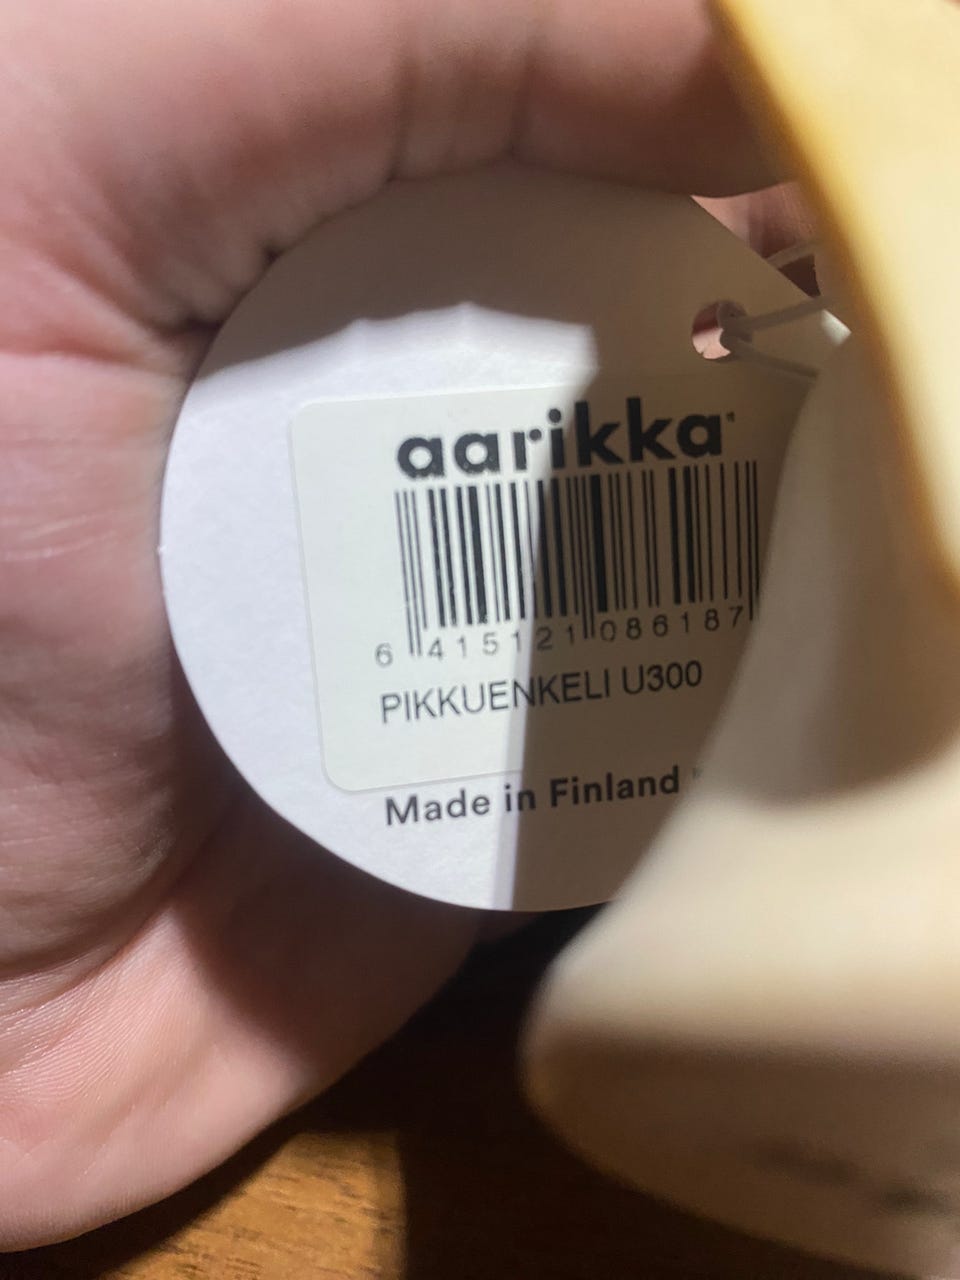 aarikka
6 415121 086187
PIKKUENKELI U300
Made in Finland